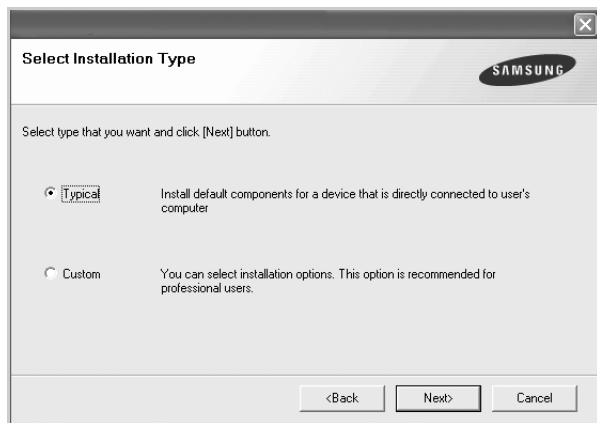 Select Installation Type
SAMSUNG
Select type that you want and click [Next] button.
Typical
Install default components for a device that is directly connected to user's
computer
Custom
You can select installation options. This option is recommended for
professional users.
<Back
Next>
Cancel